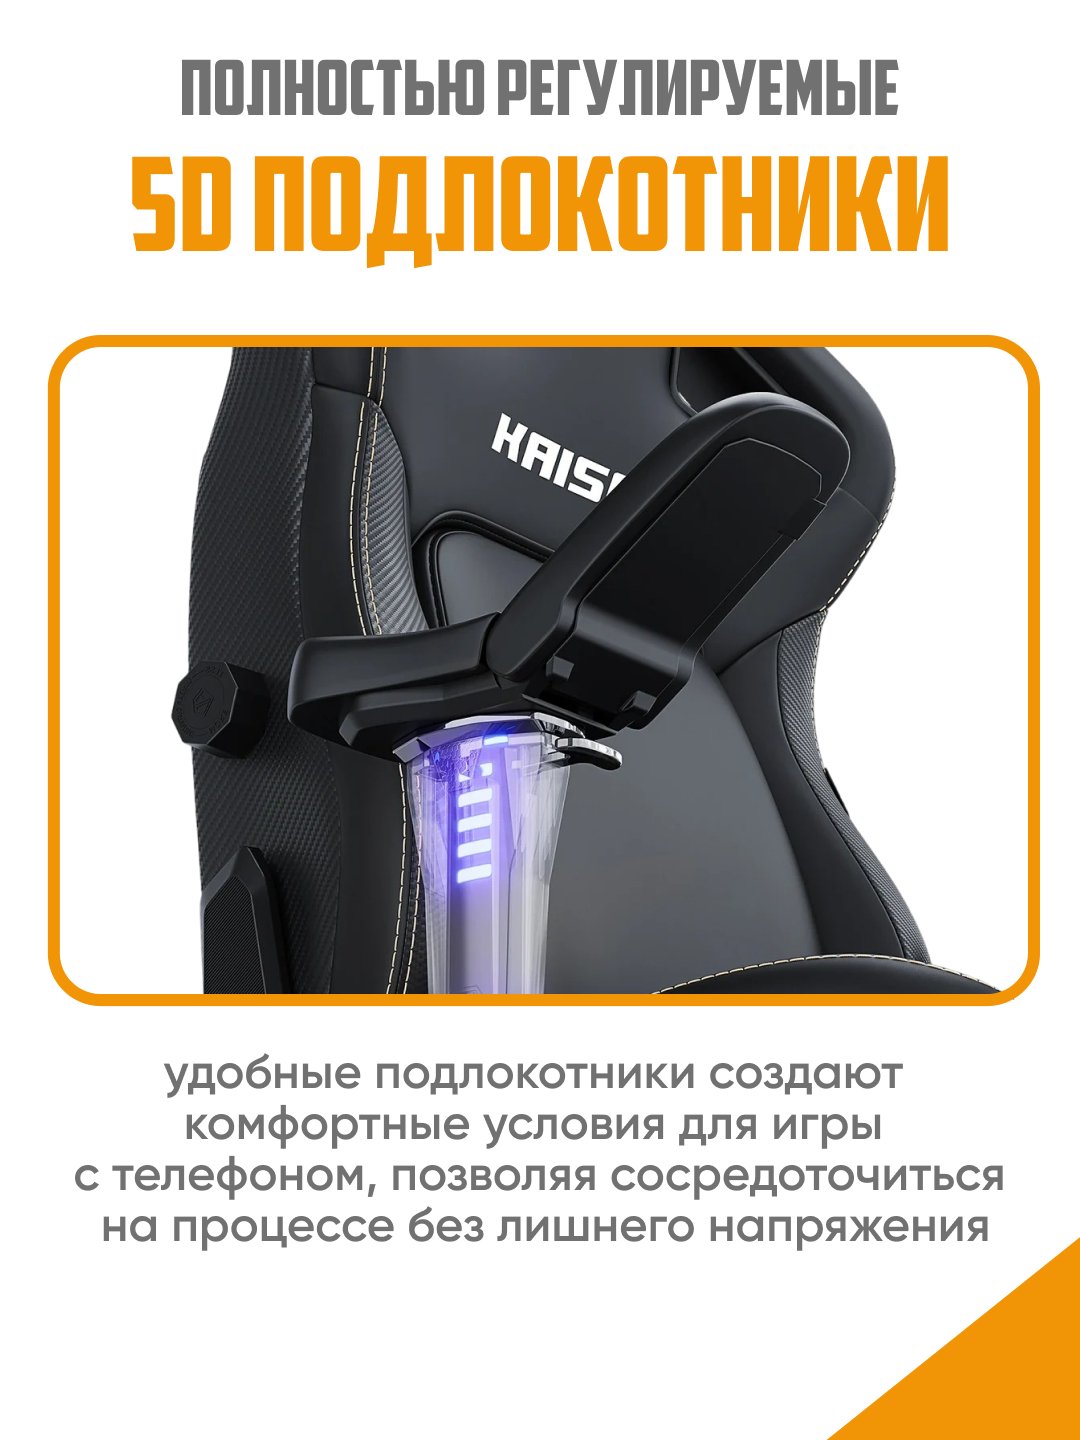 ПОЛНОСТЬЮ РЕГУЛИРУЕМЫЕ
5D ПОДЛОКОТНИКИ
KAIS
удобные подлокотники создают
комфортные условия для игры
с телефоном, позволяя сосредоточиться
на процессе без лишнего напряжения